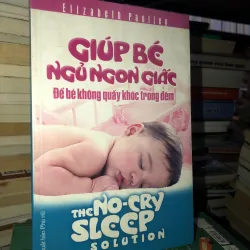 Elizabeth Pantley
GIÚP BÉ
NGỦ NGON GIẤC
Để bé không quấy khóc trong đêm
THE
NO-CRY
SLEEP
SOLUTION